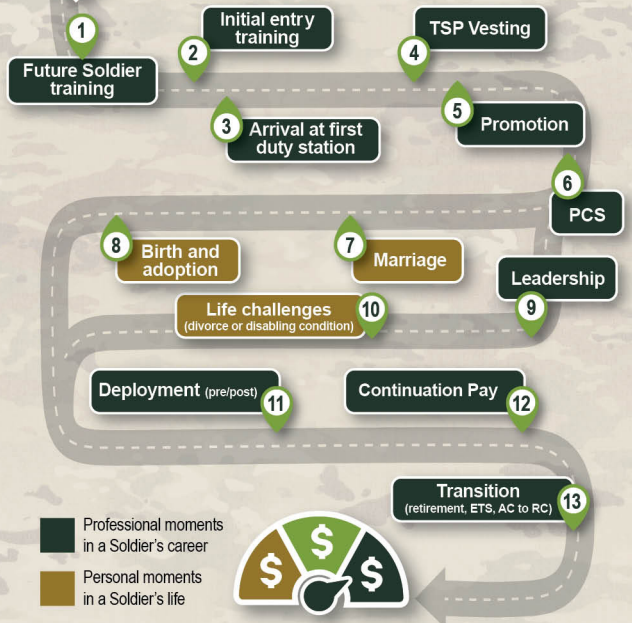 1
Future Soldier
training
2
Initial entry
training
3
Arrival at first
duty station
4
TSP Vesting
5
Promotion
6
PCS
7
Marriage
8
Birth and
adoption
Leadership
9
Life challenges
(divorce or disabling condition)
10
Deployment (pre/post)
11
Continuation Pay
12
Transition
(retirement, ETS, AC to RC)
13
Professional moments
in a Soldier's career
Personal moments
in a Soldier's life
$ $ $